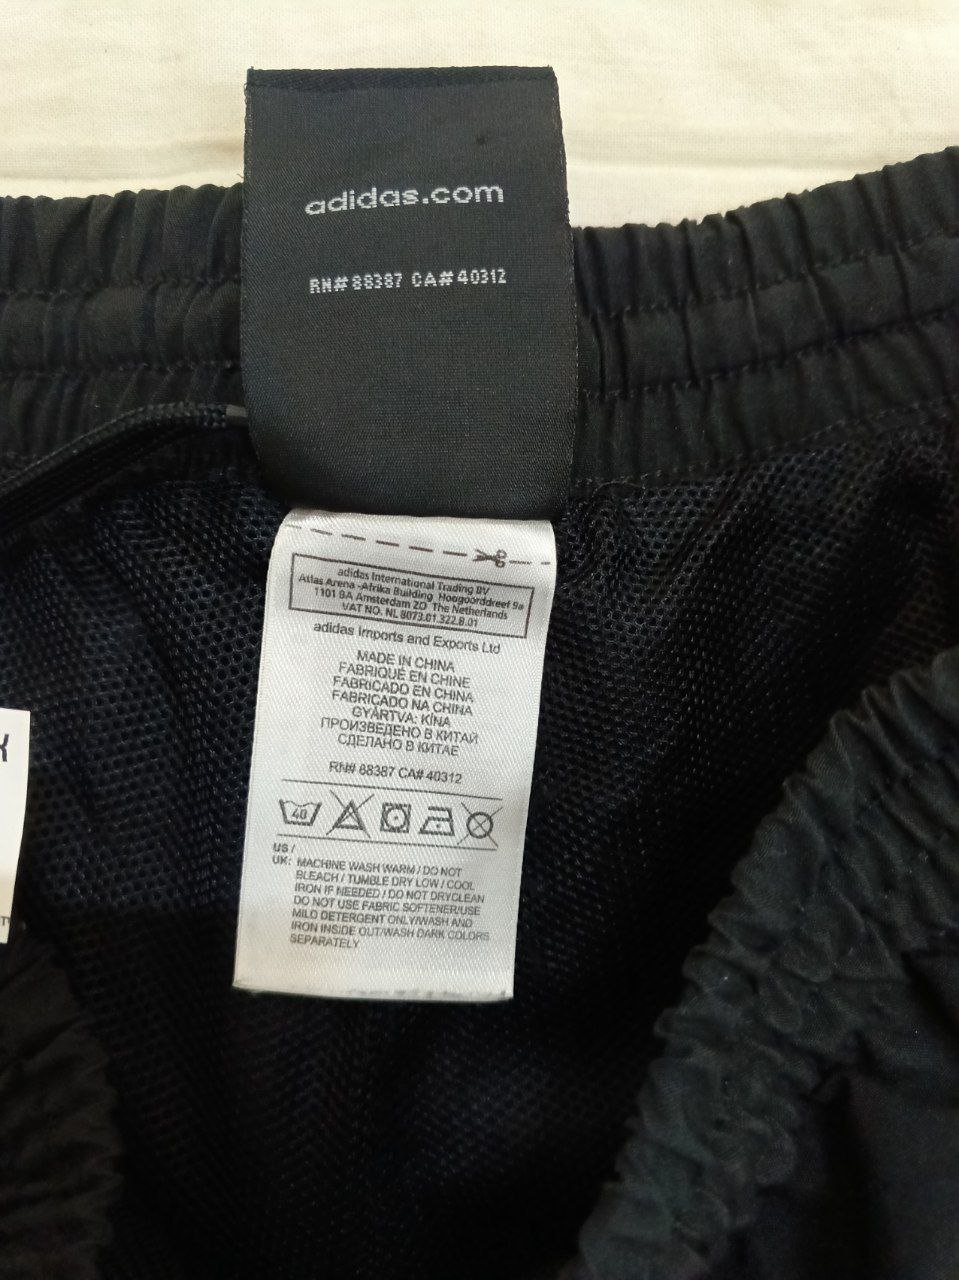 adidas.com
RN# 88387 CA# 40312
adidas International Trading BV
Atlas Arena -Afrika Building Hoogoorddreef 9a
1101 BA Amsterdam ZO The Netherlands
VAT NO. NL 8073.01.322.B.01
adidas Imports and Exports Ltd
MADE IN CHINA
FABRIQUÉ EN CHINE
FABRICADO EN CHINA
FABRICADO NA CHINA
GYÁRTVA: KÍNA
ПРОИЗВЕДЕНО В КИТАЙ
СДЕЛАНО В КИТАЕ
RN# 88387 CA# 40312
40
US /
UK: MACHINE WASH WARM / DO NOT
BLEACH / TUMBLE DRY LOW / COOL
IRON IF NEEDED / DO NOT DRYCLEAN
DO NOT USE FABRIC SOFTENER/USE
MILD DETERGENT ONLY/WASH AND
IRON INSIDE OUT/WASH DARK COLORS
SEPARATELY